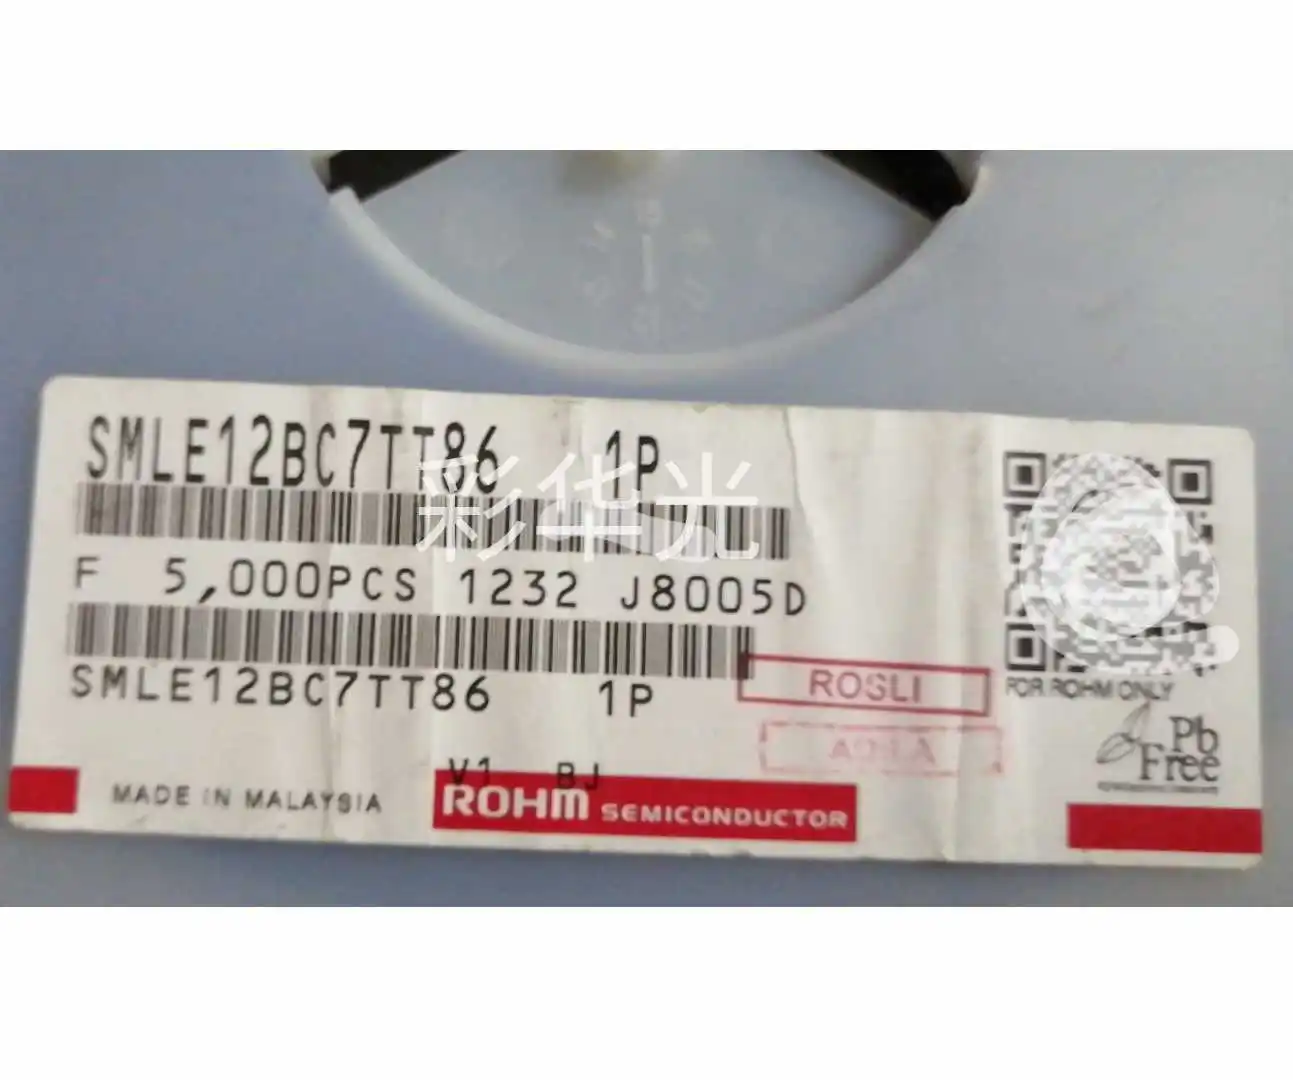 SMLE12BC7TT86 1P
彩华光
F 5,000PCS 1232 J8005D
SMLE12BC7TT86 1P
ROSLI
FOR ROHM ONLY
V1 BJ
Pb
Free
MADE IN MALAYSIA
ROHM SEMICONDUCTOR